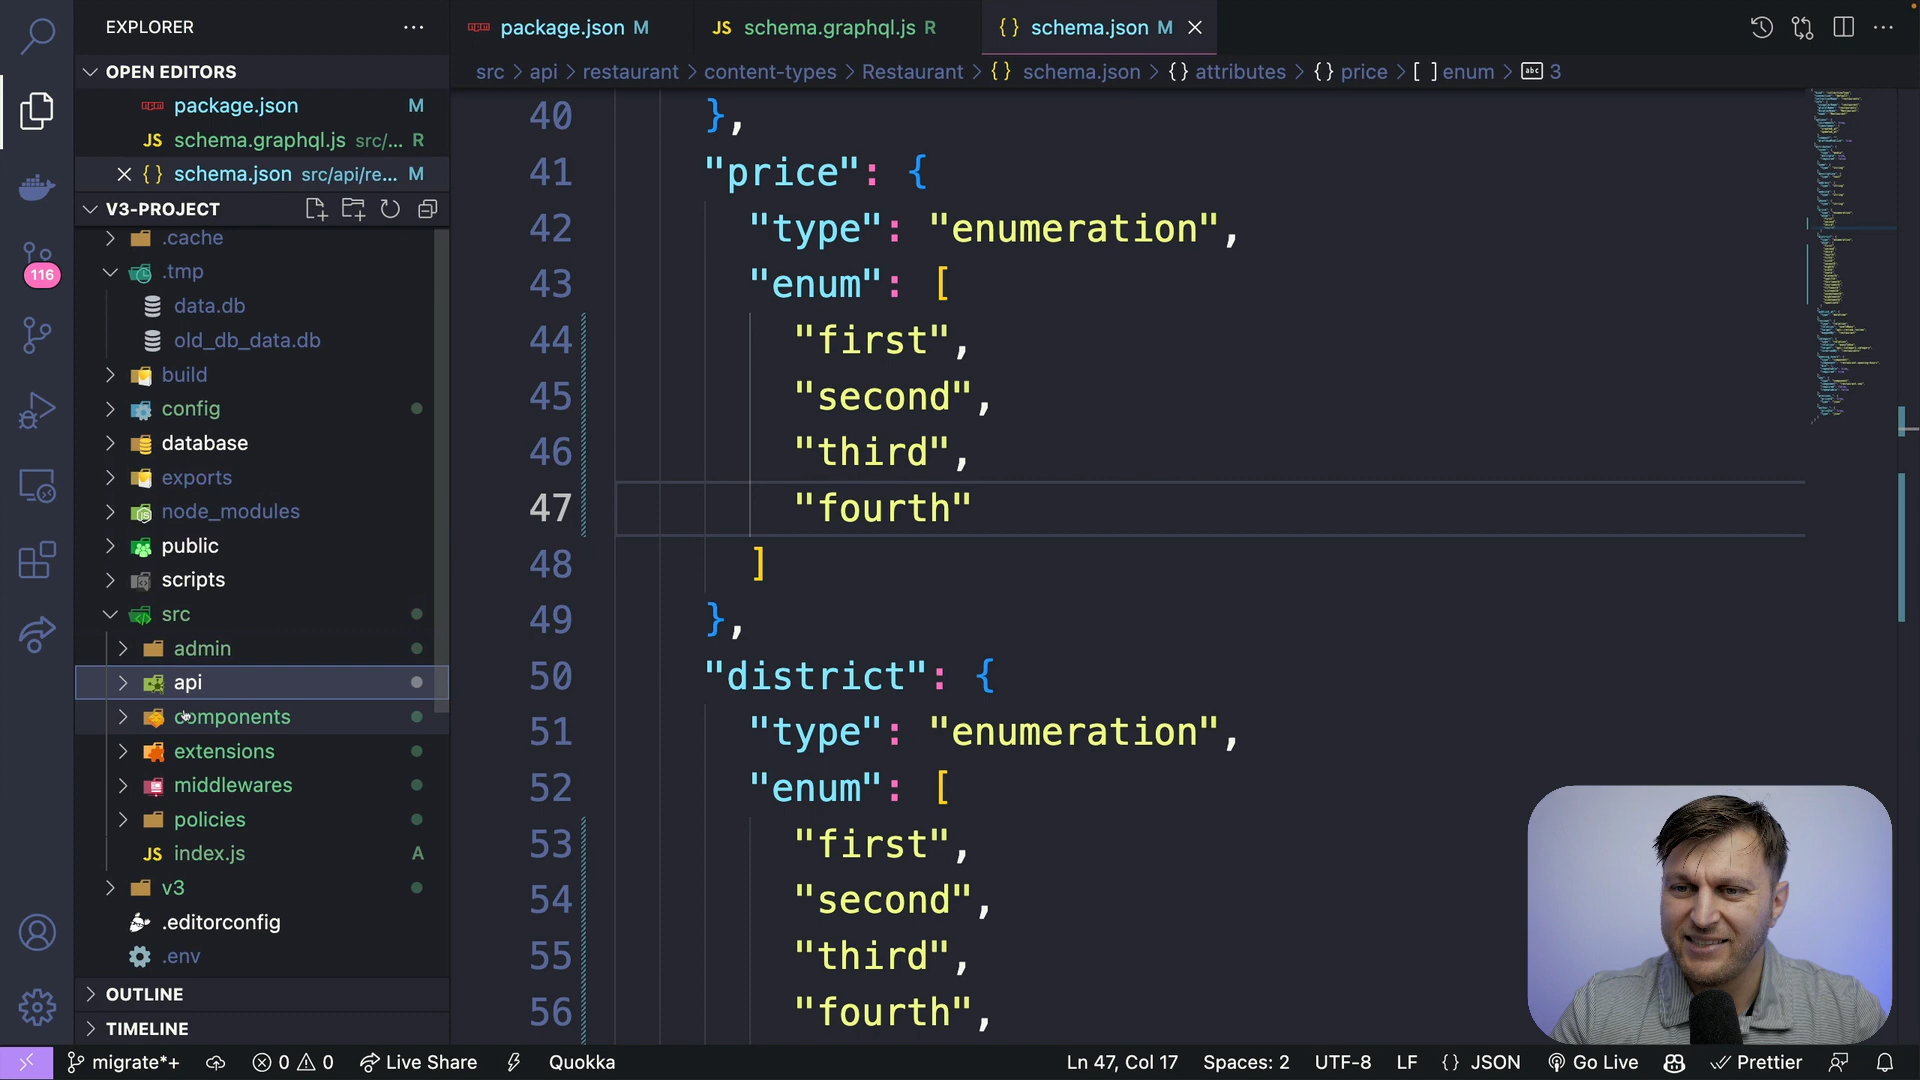 EXPLORER
OPEN EDITORS
package.json M
JS schema.graphql.js src/... R
{ } schema.json src/api/re... M
V3-PROJECT
.cache
.tmp
data.db
old_db_data.db
build
config
database
exports
node_modules
public
scripts
src
admin
api
components
extensions
middlewares
policies
JS index.js A
v3
.editorconfig
.env
OUTLINE
TIMELINE
116
package.json M
JS schema.graphql.js R
{ } schema.json M
src > api > restaurant > content-types > Restaurant > { } schema.json > { } attributes > { } price > [ ] enum > abc 3
40 },
41 "price": {
42 "type": "enumeration",
43 "enum": [
44 "first",
45 "second",
46 "third",
47 "fourth"
48 ]
49 },
50 "district": {
51 "type": "enumeration",
52 "enum": [
53 "first",
54 "second",
55 "third",
56 "fourth",
migrate*+ 0 0 Live Share Quokka Ln 47, Col 17 Spaces: 2 UTF-8 LF { } JSON Go Live Prettier